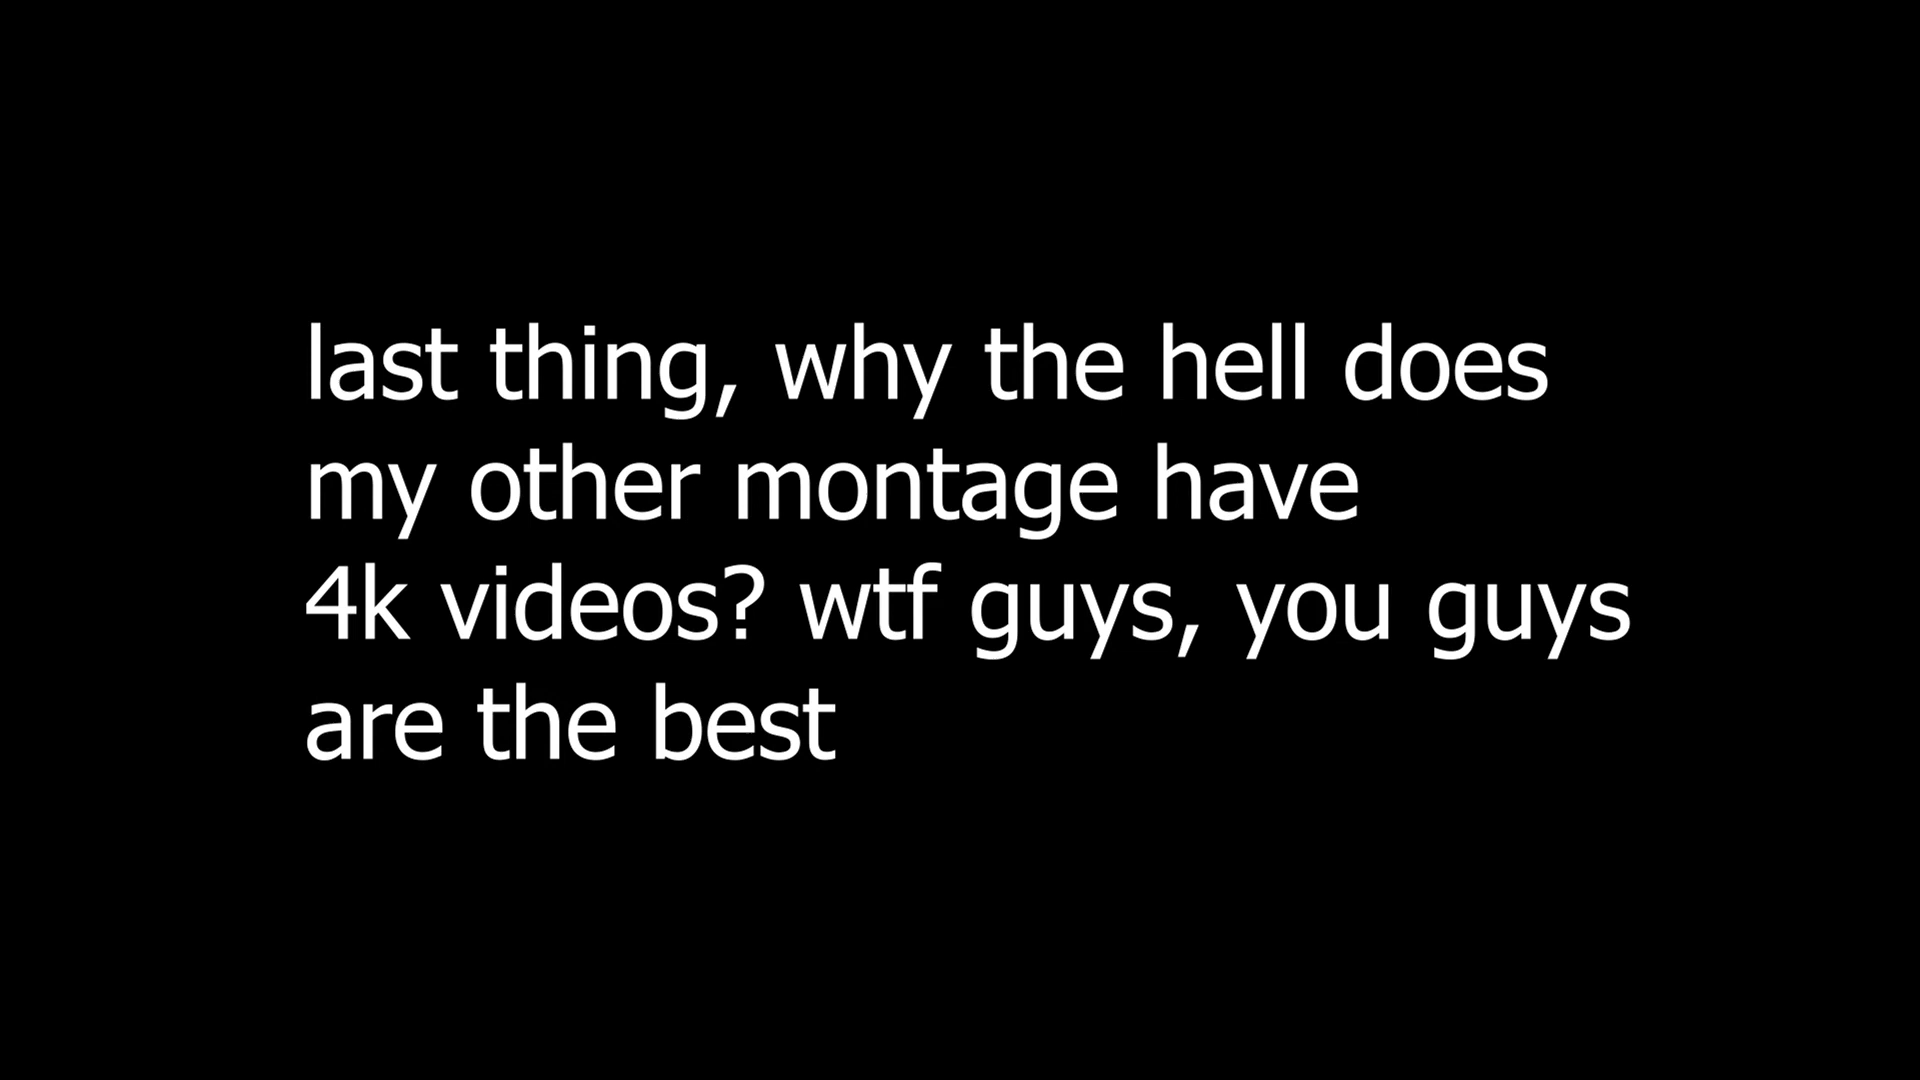 last thing, why the hell does
my other montage have
4k videos? wtf guys, you guys
are the best